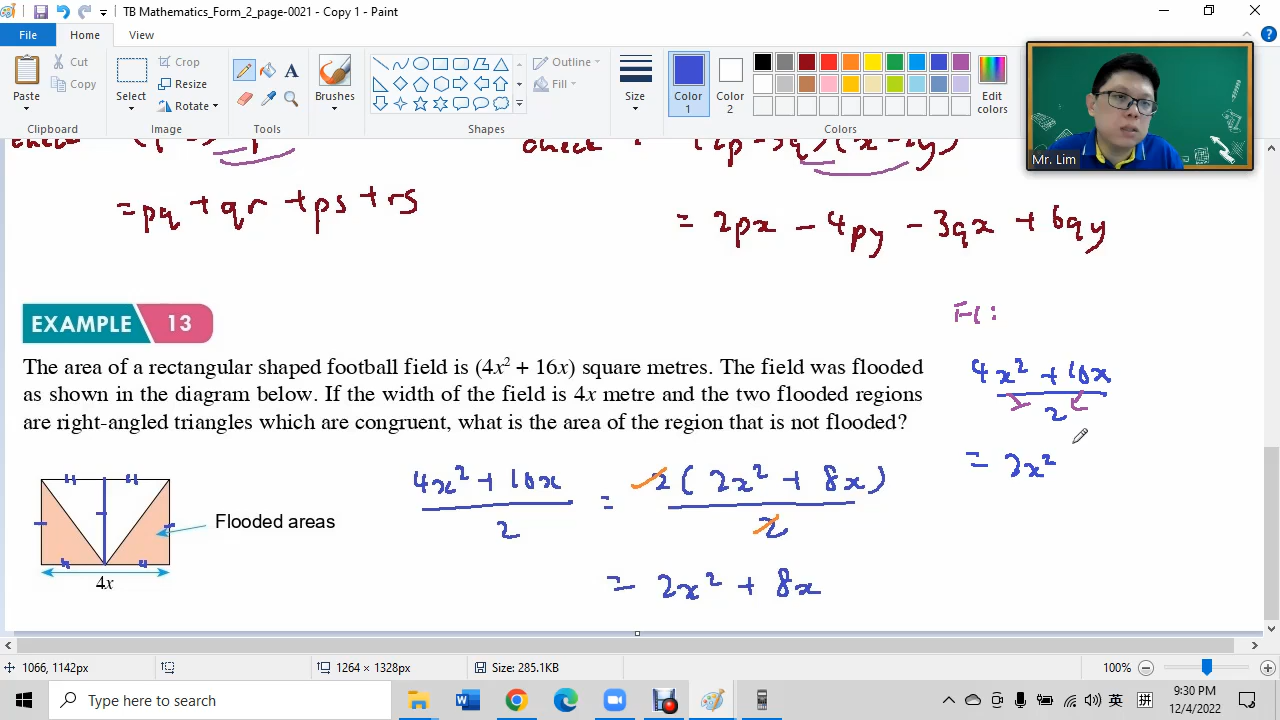 TB Mathematics_Form_2_page-0021 - Copy 1 - Paint
File Home View
Paste Cut Copy
Select Crop Resize Rotate
A
Brushes
Outline Fill
Size
Color 1
Color 2
Edit colors
Clipboard Image Tools Shapes Colors
Mr. Lim
= pq + qr + ps + rs
(2p - 3q)(x - 2y)
= 2px - 4py - 3qx + 6qy
EXAMPLE 13
The area of a rectangular shaped football field is (4x² + 16x) square metres. The field was flooded
as shown in the diagram below. If the width of the field is 4x metre and the two flooded regions
are right-angled triangles which are congruent, what is the area of the region that is not flooded?
Flooded areas
4x
4x² + 16x / 2 = 2(2x² + 8x) / 2
= 2x² + 8x
4x² + 16x / 2
= 2x²
1066, 1142px 1264 × 1328px Size: 285.1KB 100%
Type here to search
英 拼 9:30 PM
12/4/2022